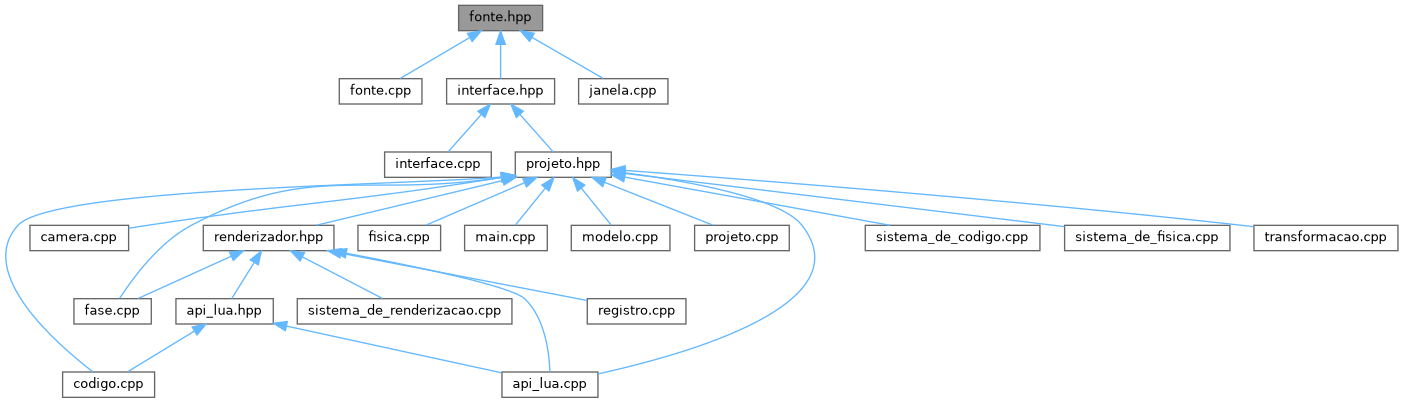 fonte.hpp
fonte.cpp
interface.hpp
janela.cpp
interface.cpp
projeto.hpp
camera.cpp
renderizador.hpp
fisica.cpp
main.cpp
modelo.cpp
projeto.cpp
sistema_de_codigo.cpp
sistema_de_fisica.cpp
transformacao.cpp
fase.cpp
api_lua.hpp
sistema_de_renderizacao.cpp
registro.cpp
codigo.cpp
api_lua.cpp